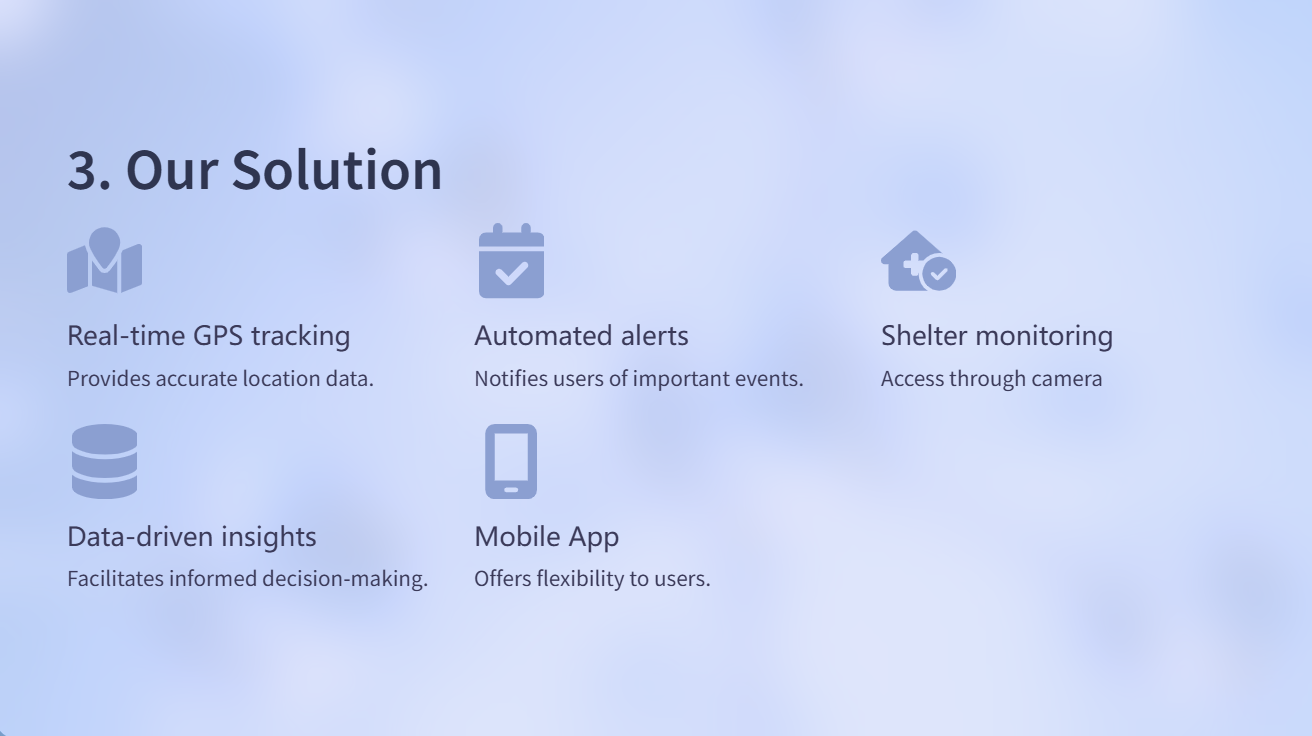 3. Our Solution
Real-time GPS tracking
Provides accurate location data.
Automated alerts
Notifies users of important events.
Shelter monitoring
Access through camera
Data-driven insights
Facilitates informed decision-making.
Mobile App
Offers flexibility to users.